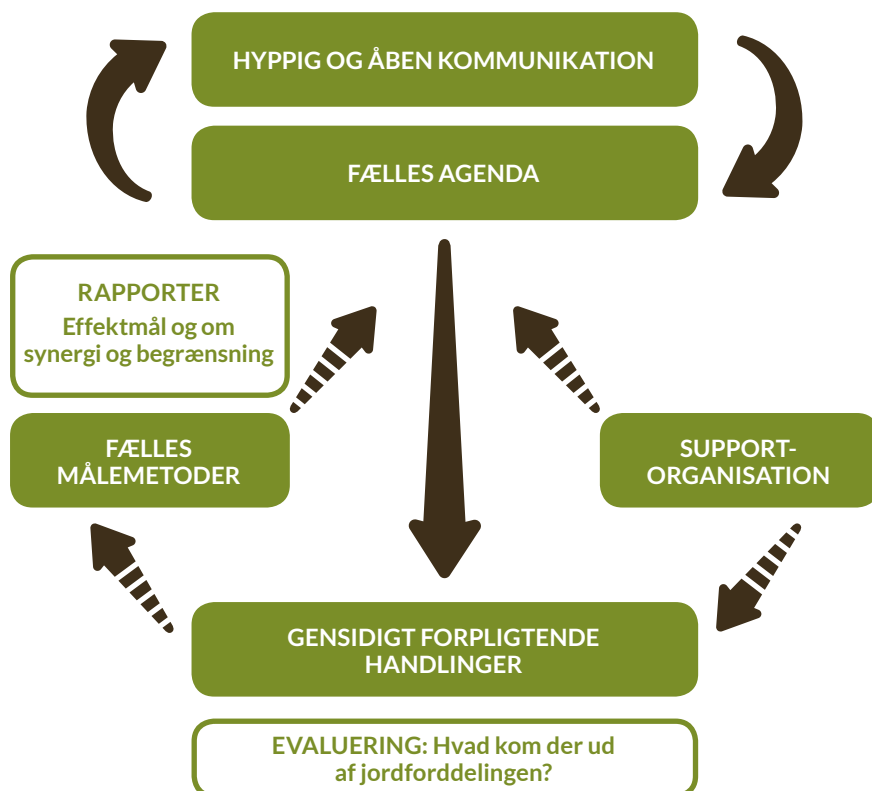 HYPPIG OG ÅBEN KOMMUNIKATION
FÆLLES AGENDA
RAPPORTER
Effektmål og om
synergi og begrænsning
FÆLLES
MÅLEMETODER
SUPPORT-
ORGANISATION
GENSIDIGT FORPLIGTENDE
HANDLINGER
EVALUERING: Hvad kom der ud
af jordforddelingen?